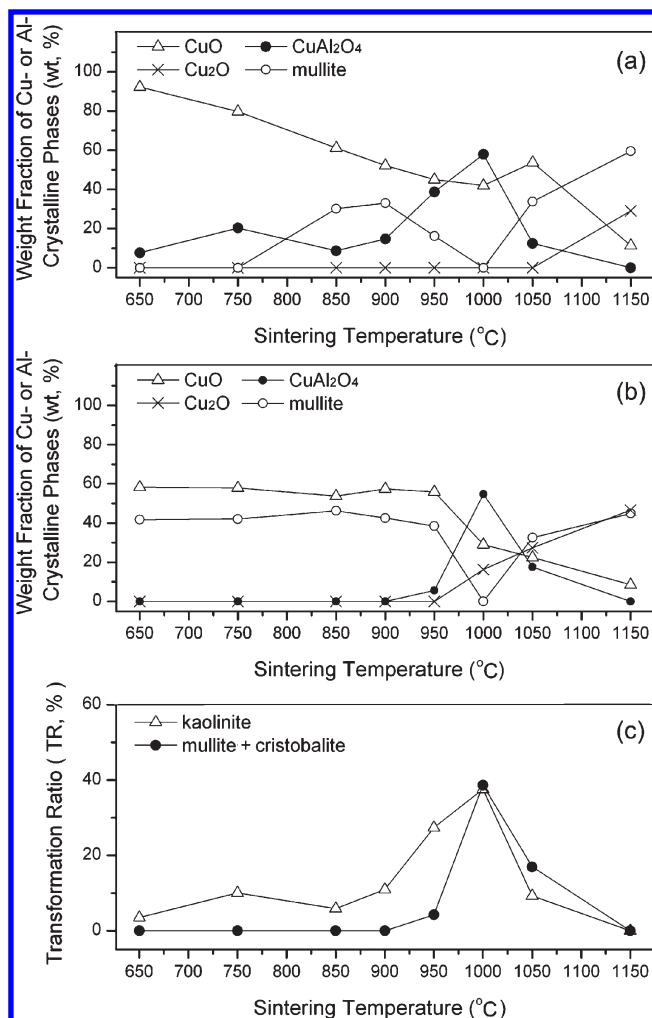 (a)
CuO CuAl₂O₄
Cu₂O mullite
Weight Fraction of Cu- or Al-
Crystalline Phases (wt, %)
100
80
60
40
20
0
650 700 750 800 850 900 950 1000 1050 1100 1150
Sintering Temperature (°C)
(b)
CuO CuAl₂O₄
Cu₂O mullite
Weight Fraction of Cu- or Al-
Crystalline Phases (wt, %)
100
80
60
40
20
0
650 700 750 800 850 900 950 1000 1050 1100 1150
Sintering Temperature (°C)
(c)
kaolinite
mullite + cristobalite
Transformation Ratio ( TR, %)
60
40
20
0
650 700 750 800 850 900 950 1000 1050 1100 1150
Sintering Temperature (°C)